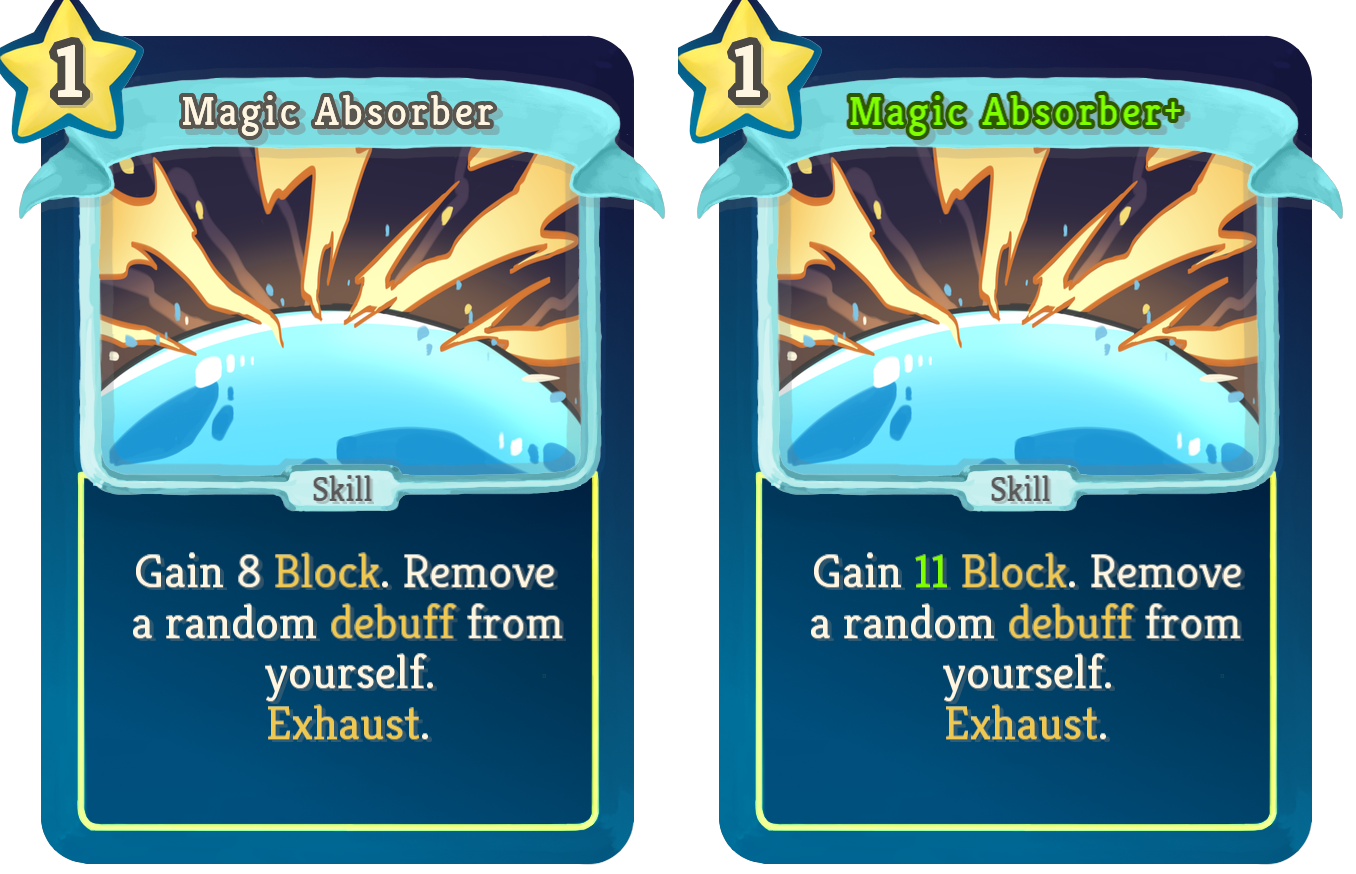 1
Magic Absorber
Skill
Gain 8 Block. Remove
a random debuff from
yourself.
Exhaust.
1
Magic Absorber+
Skill
Gain 11 Block. Remove
a random debuff from
yourself.
Exhaust.